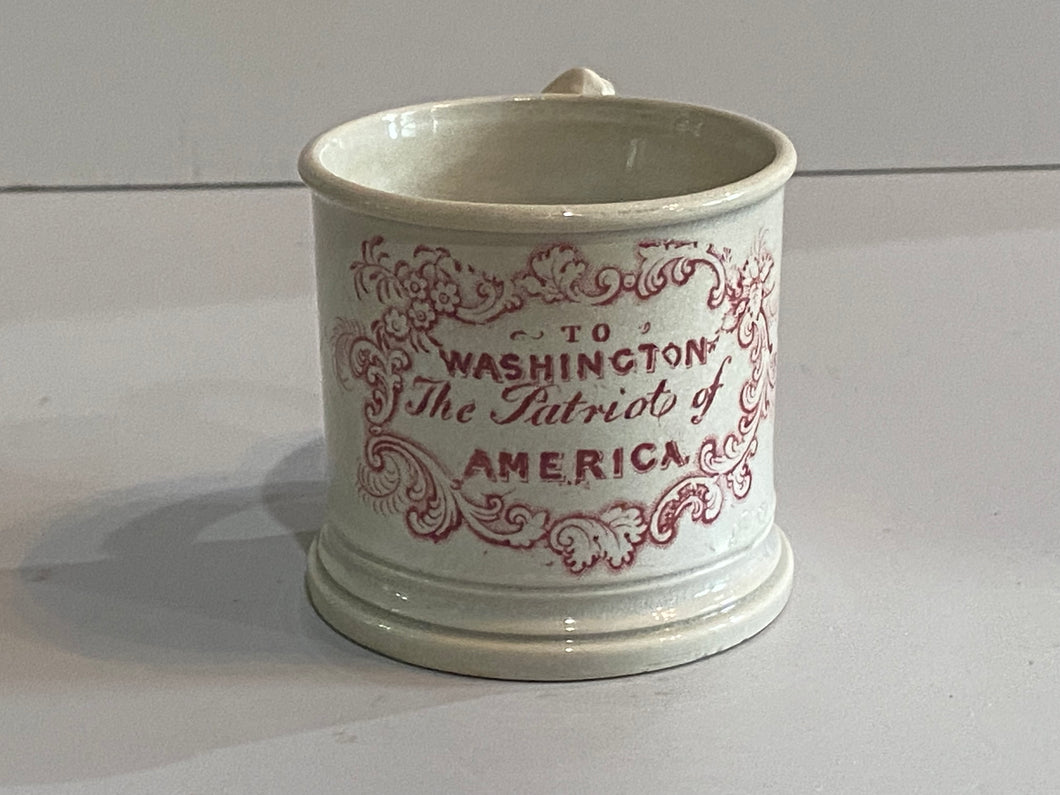 ~ TO ,
WASHINGTON
The Patriot of
AMERICA.